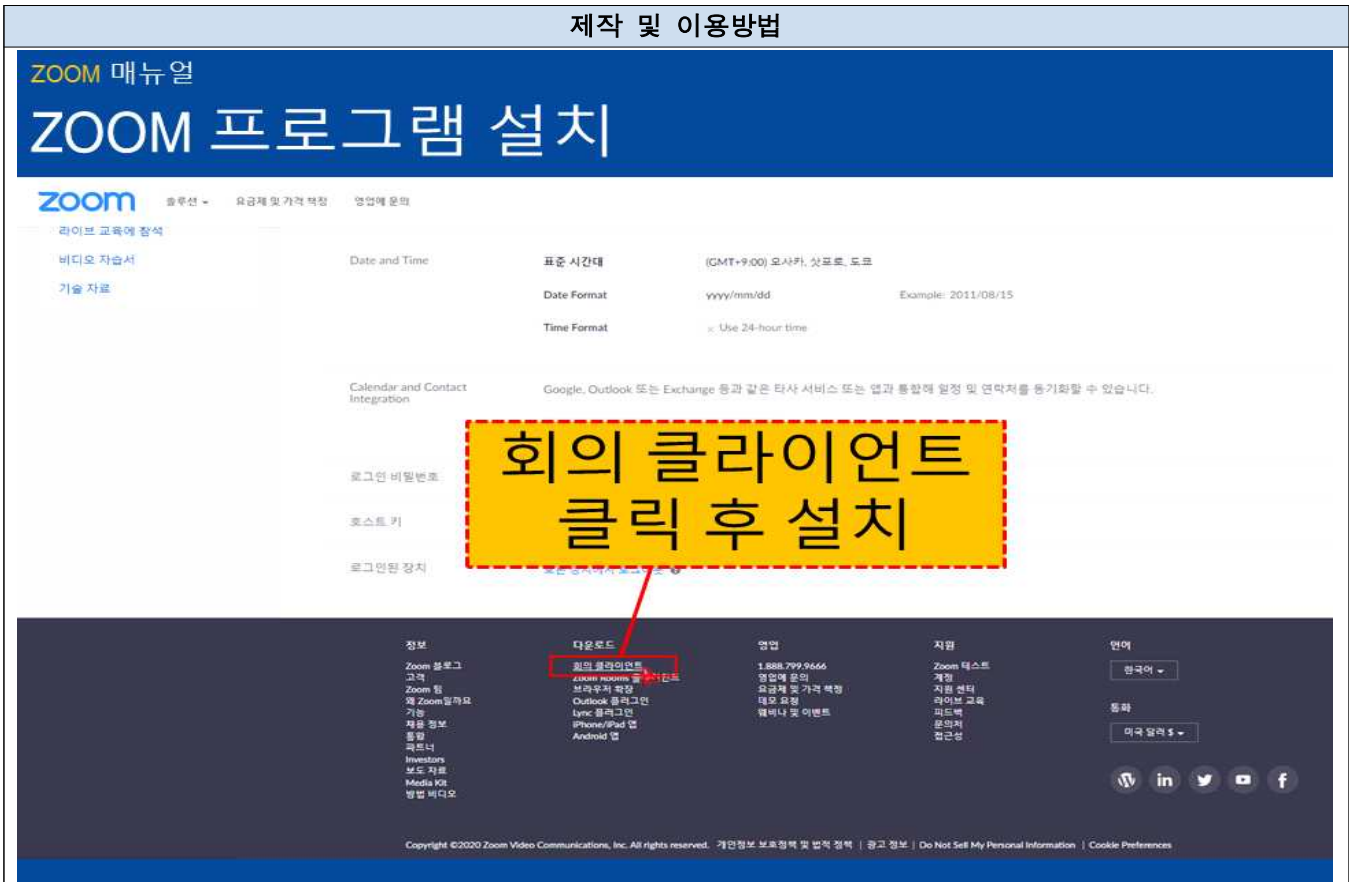 제작 및 이용방법
ZOOM 매뉴얼
ZOOM 프로그램 설치
zoom 솔루션 요금제 및 가격 책정 영업에 문의
라이브 교육에 참석
비디오 자습서
기술 자료
Date and Time 표준 시간대 (GMT+9:00) 오사카, 삿포로, 도쿄
Date Format yyyy/mm/dd Example: 2011/08/15
Time Format × Use 24-hour time
Calendar and Contact Integration
Google, Outlook 또는 Exchange 등과 같은 타사 서비스 또는 앱과 통합해 일정 및 연락처를 동기화할 수 있습니다.
회의 클라이언트
클릭 후 설치
로그인 비밀번호
호스트 키
로그인된 장치
정보
Zoom 블로그
고객
Zoom 팀
왜 Zoom일까요
기능
채용 정보
통합
파트너
Investors
보도 자료
Media Kit
방법 비디오
다운로드
회의 클라이언트
Zoom Rooms
브라우저 확장
Outlook 플러그인
Lync 플러그인
iPhone/iPad 앱
Android 앱
영업
1.888.799.9666
영업에 문의
요금제 및 가격 책정
데모 요청
웨비나 및 이벤트
지원
Zoom 테스트
계정
지원 센터
라이브 교육
피드백
문의처
접근성
언어
한국어
통화
미국 달러 $
in f
Copyright ©2020 Zoom Video Communications, Inc. All rights reserved. 개인정보 보호정책 및 법적 정책 | 광고 정보 | Do Not Sell My Personal Information | Cookie Preferences